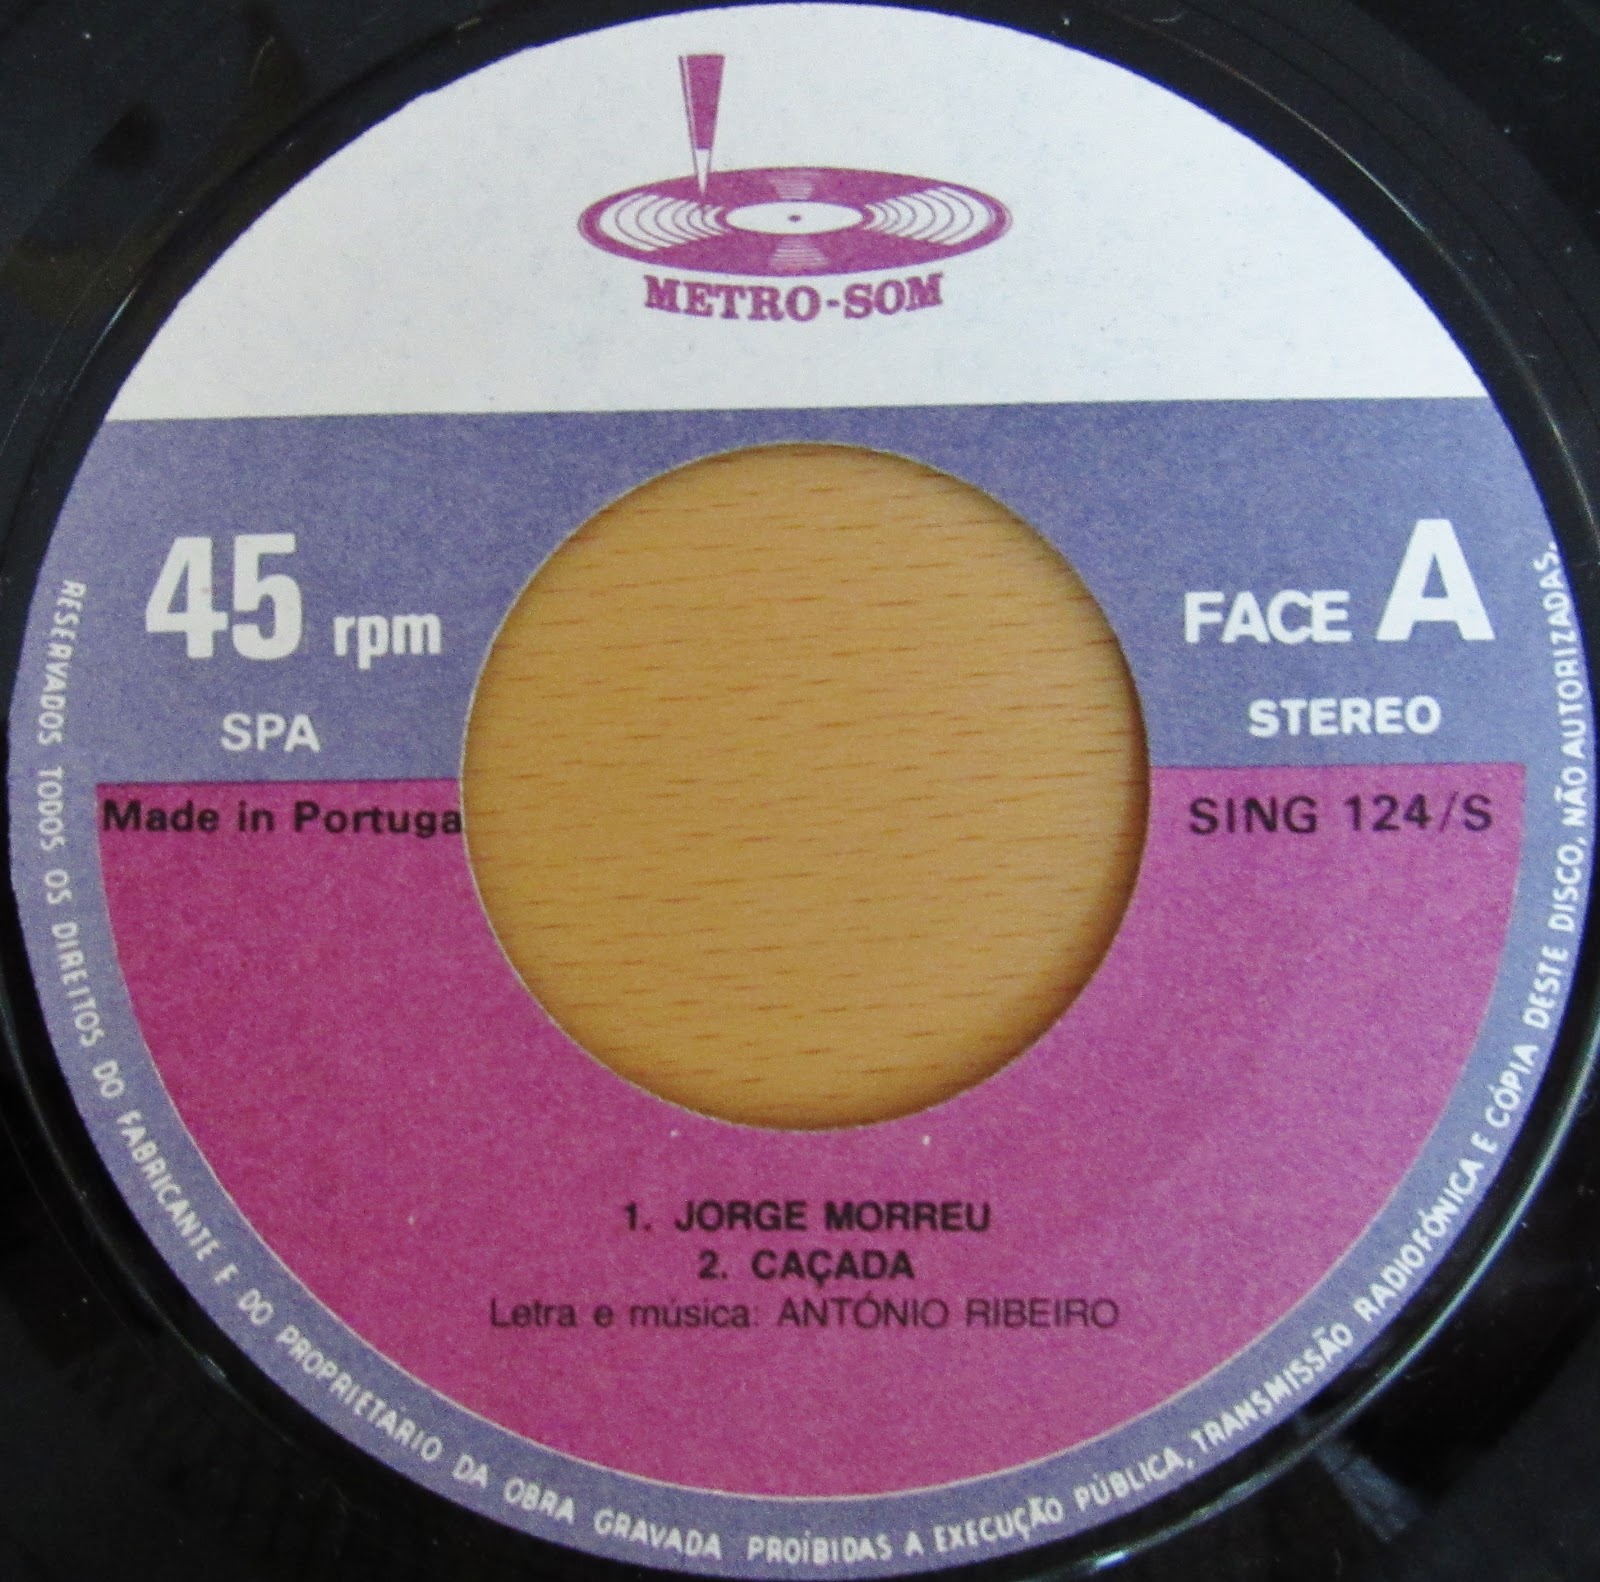 METRO-SOM
45 rpm
FACE A
SPA
STEREO
Made in Portuga
SING 124/S
1. JORGE MORREU
2. CAÇADA
Letra e música: ANTÓNIO RIBEIRO
RESERVADOS TODOS OS DIREITOS DO FABRICANTE E DO PROPRIETARIO DA OBRA GRAVADA PROÍBIDAS A EXECUÇÃO PÚBLICA, TRANSMISSÃO RADIOFÓNICA E CÓPIA DESTE DISCO, NÃO AUTORIZADAS.